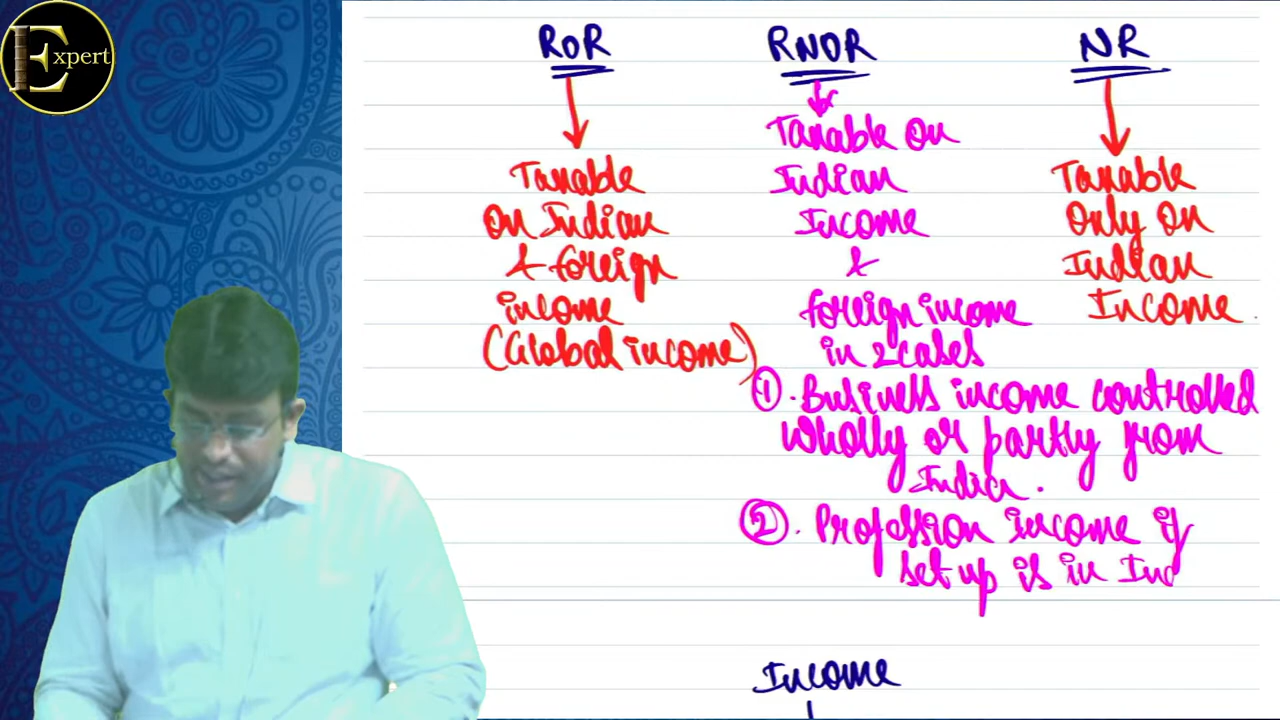 Expert
ROR
Taxable
on Indian
& foreign
income
(Global income)
RNOR
Taxable on
Indian
Income
&
foreign income
in 2 cases
①. Business income controlled
wholly or partly from
India.
②. Profession income if
set up is in Ind
NR
Taxable
Only on
Indian
Income.
Income